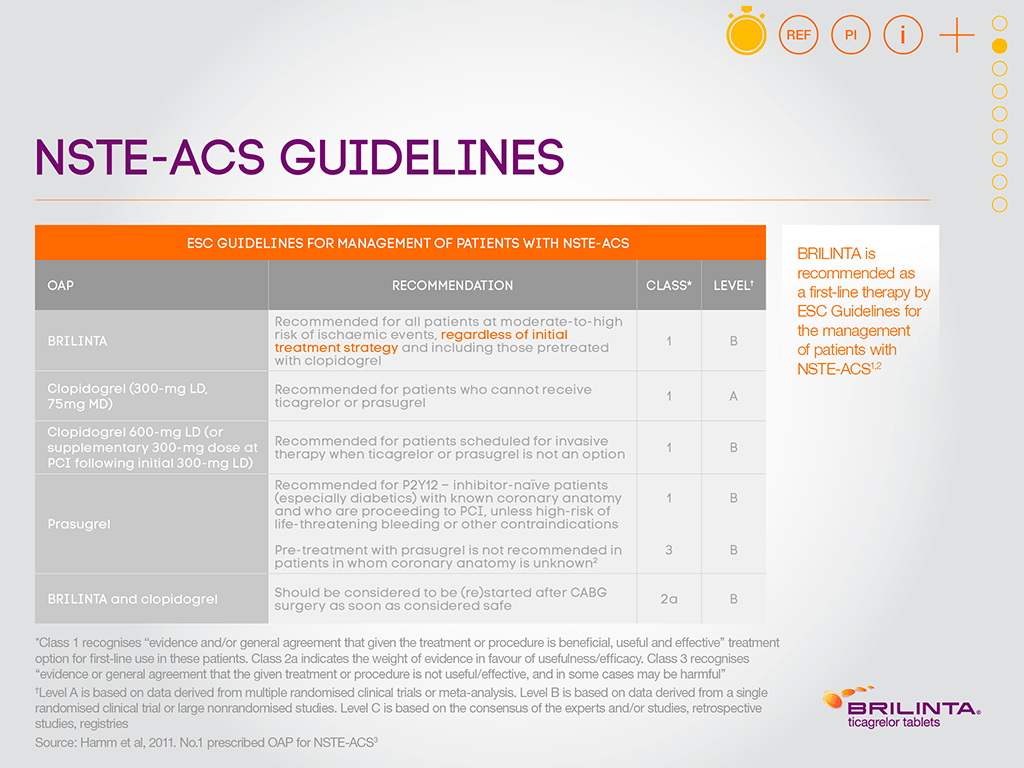 REF
PI
i
NSTE-ACS GUIDELINES
ESC GUIDELINES FOR MANAGEMENT OF PATIENTS WITH NSTE-ACS
OAP RECOMMENDATION CLASS* LEVEL†
BRILINTA
Recommended for all patients at moderate-to-high
risk of ischaemic events, regardless of initial
treatment strategy and including those pretreated
with clopidogrel
1
B
Clopidogrel (300-mg LD,
75mg MD)
Recommended for patients who cannot receive
ticagrelor or prasugrel
1
A
Clopidogrel 600-mg LD (or
supplementary 300-mg dose at
PCI following initial 300-mg LD)
Recommended for patients scheduled for invasive
therapy when ticagrelor or prasugrel is not an option
1
B
Prasugrel
Recommended for P2Y12 – inhibitor-naïve patients
(especially diabetics) with known coronary anatomy
and who are proceeding to PCI, unless high-risk of
life-threatening bleeding or other contraindications
1
B
Pre-treatment with prasugrel is not recommended in
patients in whom coronary anatomy is unknown²
3
B
BRILINTA and clopidogrel
Should be considered to be (re)started after CABG
surgery as soon as considered safe
2a
B
BRILINTA is
recommended as
a first-line therapy by
ESC Guidelines for
the management
of patients with
NSTE-ACS¹,²
*Class 1 recognises “evidence and/or general agreement that given the treatment or procedure is beneficial, useful and effective” treatment
option for first-line use in these patients. Class 2a indicates the weight of evidence in favour of usefulness/efficacy. Class 3 recognises
“evidence or general agreement that the given treatment or procedure is not useful/effective, and in some cases may be harmful”
†Level A is based on data derived from multiple randomised clinical trials or meta-analysis. Level B is based on data derived from a single
randomised clinical trial or large nonrandomised studies. Level C is based on the consensus of the experts and/or studies, retrospective
studies, registries
Source: Hamm et al, 2011. No.1 prescribed OAP for NSTE-ACS³
BRILINTA®
ticagrelor tablets